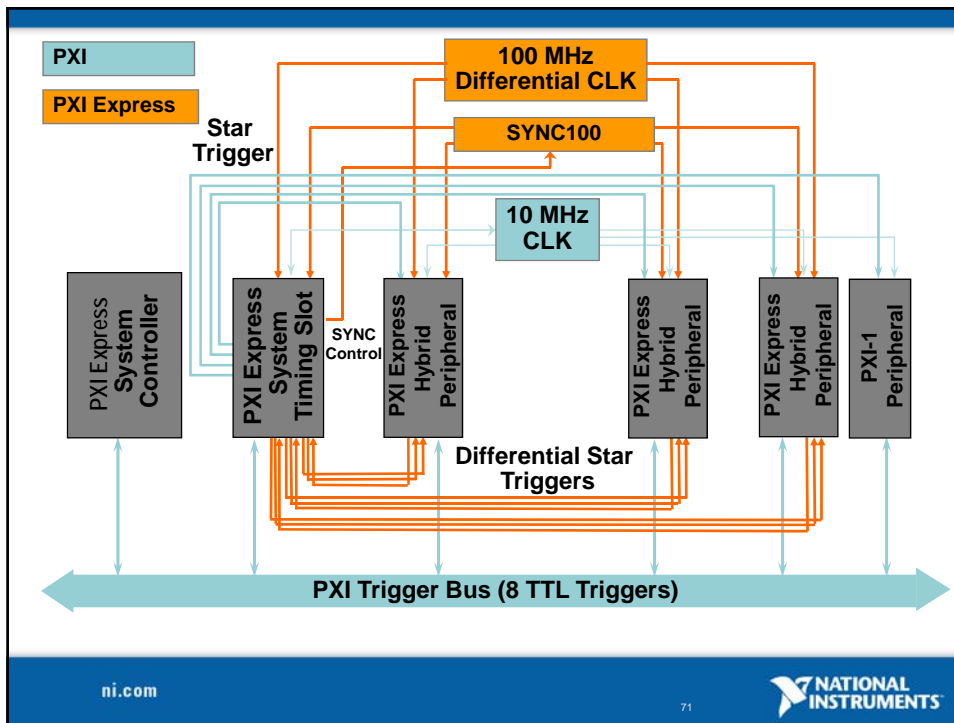 PXI
PXI Express
100 MHz
Differential CLK
Star
Trigger
SYNC100
10 MHz
CLK
PXI Express
System
Controller
PXI Express
System
Timing Slot
SYNC
Control
PXI Express
Hybrid
Peripheral
PXI Express
Hybrid
Peripheral
PXI Express
Hybrid
Peripheral
PXI-1
Peripheral
Differential Star
Triggers
PXI Trigger Bus (8 TTL Triggers)
ni.com
71
NATIONAL
INSTRUMENTS